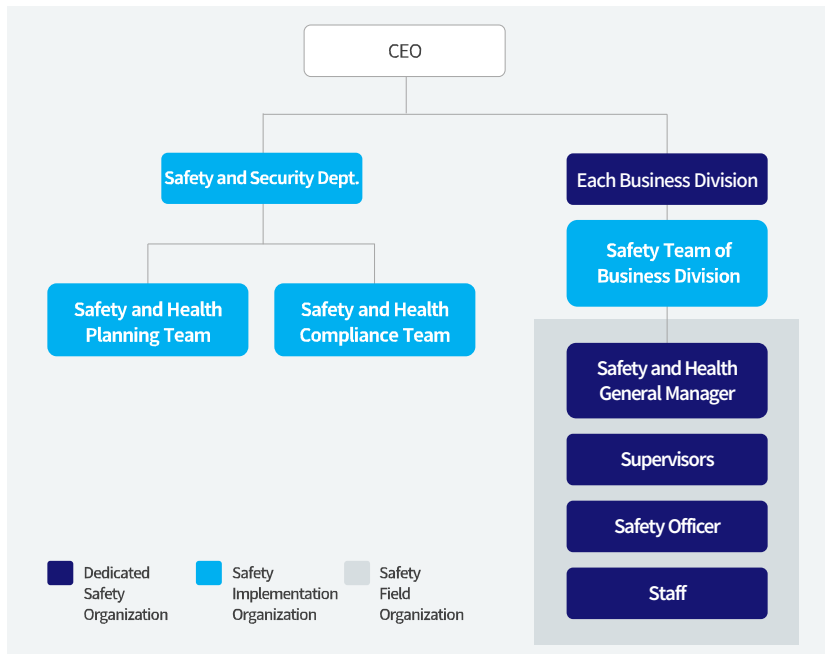 CEO
Safety and Security Dept.
Each Business Division
Safety Team of
Business Division
Safety and Health
Planning Team
Safety and Health
Compliance Team
Safety and Health
General Manager
Supervisors
Safety Officer
Staff
Dedicated
Safety
Organization
Safety
Implementation
Organization
Safety
Field
Organization